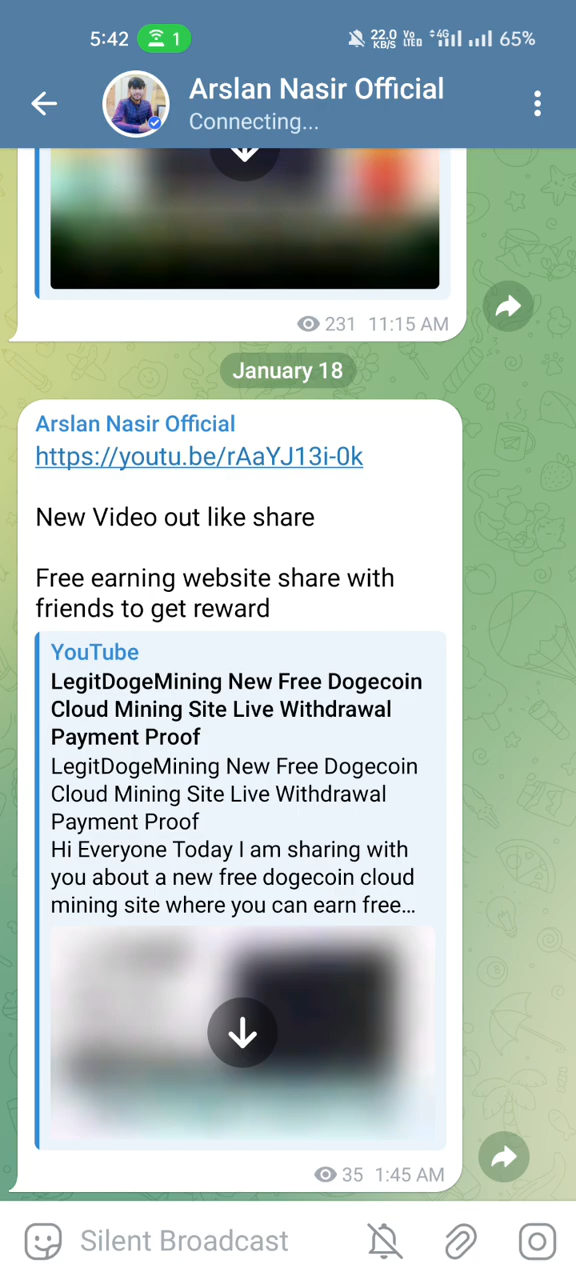 5:42 1 22.0 KB/S Vo LTED 4G 65%
Arslan Nasir Official
Connecting...
231 11:15 AM
January 18
Arslan Nasir Official
https://youtu.be/rAaYJ13i-0k
New Video out like share
Free earning website share with
friends to get reward
YouTube
LegitDogeMining New Free Dogecoin
Cloud Mining Site Live Withdrawal
Payment Proof
LegitDogeMining New Free Dogecoin
Cloud Mining Site Live Withdrawal
Payment Proof
Hi Everyone Today I am sharing with
you about a new free dogecoin cloud
mining site where you can earn free...
35 1:45 AM
Silent Broadcast